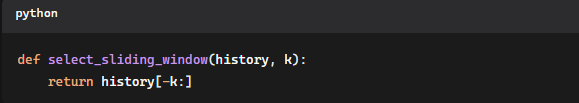 python
def select_sliding_window(history, k):
    return history[-k:]